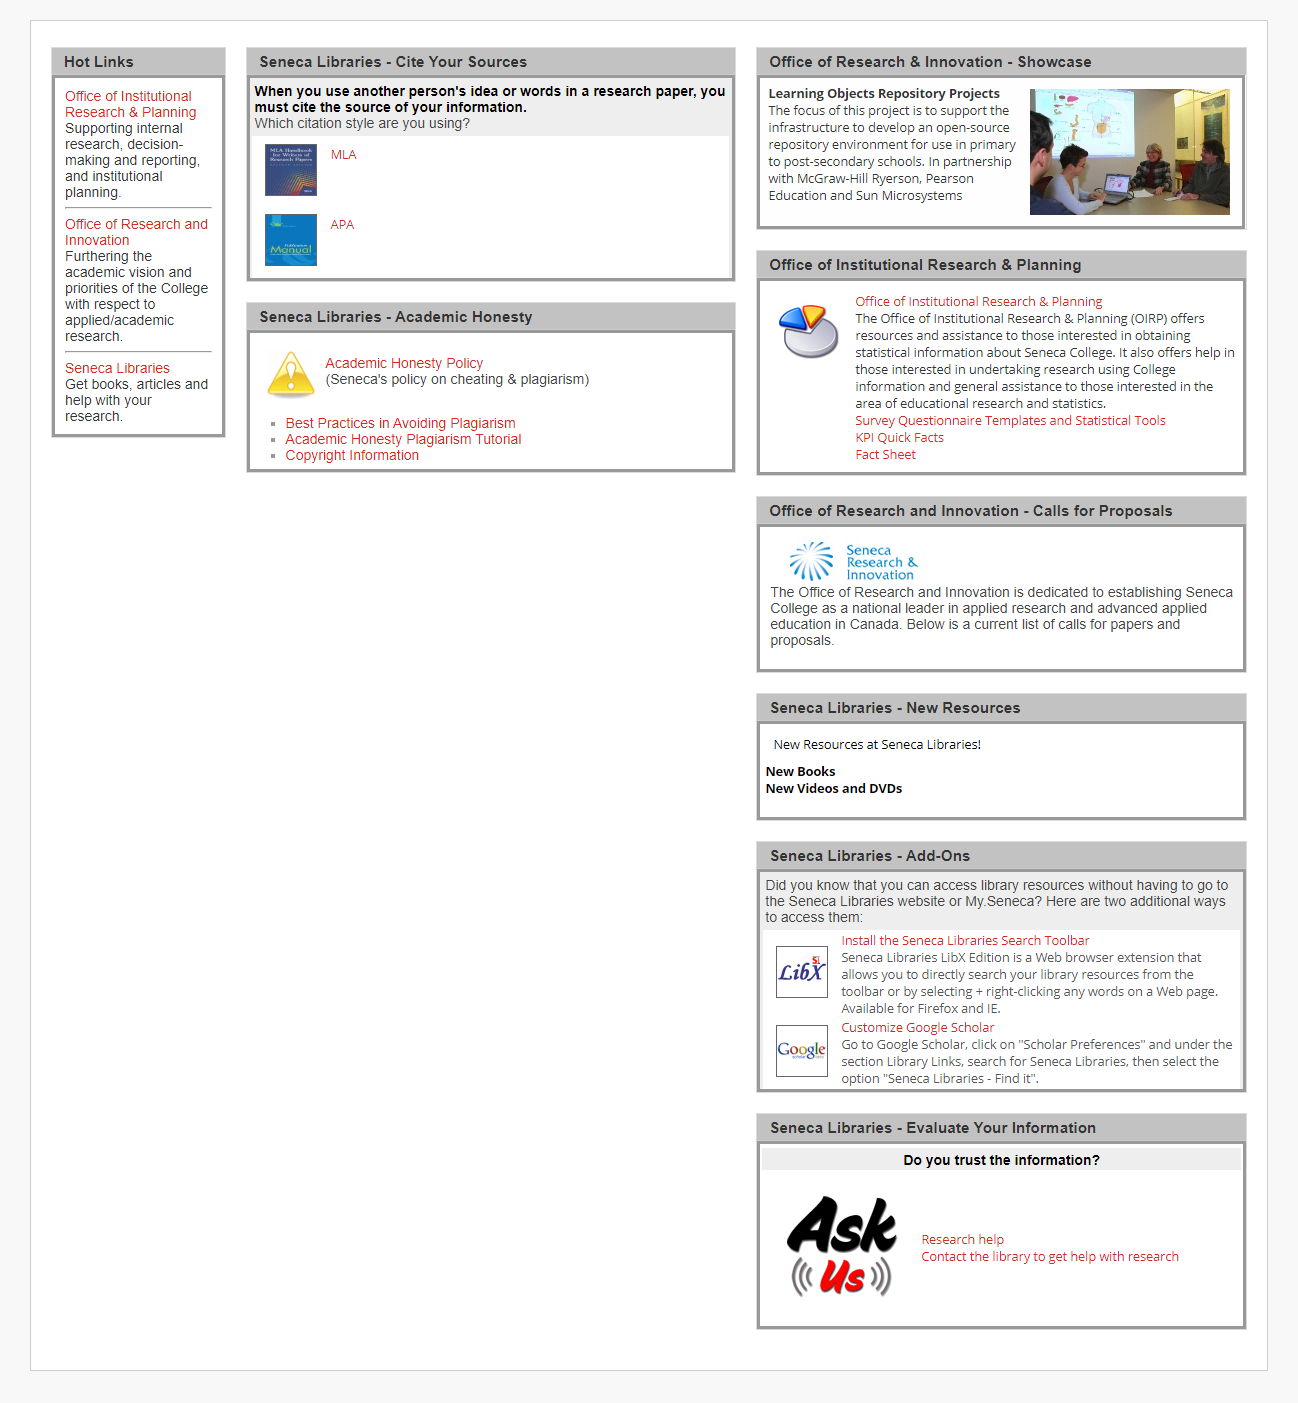 Hot Links
Office of Institutional
Research & Planning
Supporting internal
research, decision-
making and reporting,
and institutional
planning.
Office of Research and
Innovation
Furthering the
academic vision and
priorities of the College
with respect to
applied/academic
research.
Seneca Libraries
Get books, articles and
help with your
research.
Seneca Libraries - Cite Your Sources
When you use another person's idea or words in a research paper, you
must cite the source of your information.
Which citation style are you using?
MLA Handbook
for Writers of
Research Papers
MLA
Manual
APA
Seneca Libraries - Academic Honesty
Academic Honesty Policy
(Seneca's policy on cheating & plagiarism)
Best Practices in Avoiding Plagiarism
Academic Honesty Plagiarism Tutorial
Copyright Information
Office of Research & Innovation - Showcase
Learning Objects Repository Projects
The focus of this project is to support the
infrastructure to develop an open-source
repository environment for use in primary
to post-secondary schools. In partnership
with McGraw-Hill Ryerson, Pearson
Education and Sun Microsystems
Office of Institutional Research & Planning
Office of Institutional Research & Planning
The Office of Institutional Research & Planning (OIRP) offers
resources and assistance to those interested in obtaining
statistical information about Seneca College. It also offers help in
those interested in undertaking research using College
information and general assistance to those interested in the
area of educational research and statistics.
Survey Questionnaire Templates and Statistical Tools
KPI Quick Facts
Fact Sheet
Office of Research and Innovation - Calls for Proposals
Seneca
Research &
Innovation
The Office of Research and Innovation is dedicated to establishing Seneca
College as a national leader in applied research and advanced applied
education in Canada. Below is a current list of calls for papers and
proposals.
Seneca Libraries - New Resources
New Resources at Seneca Libraries!
New Books
New Videos and DVDs
Seneca Libraries - Add-Ons
Did you know that you can access library resources without having to go to
the Seneca Libraries website or My.Seneca? Here are two additional ways
to access them:
LibX
Install the Seneca Libraries Search Toolbar
Seneca Libraries LibX Edition is a Web browser extension that
allows you to directly search your library resources from the
toolbar or by selecting + right-clicking any words on a Web page.
Available for Firefox and IE.
Google
Customize Google Scholar
Go to Google Scholar, click on "Scholar Preferences" and under the
section Library Links, search for Seneca Libraries, then select the
option "Seneca Libraries - Find it".
Seneca Libraries - Evaluate Your Information
Do you trust the information?
Ask
Us
Research help
Contact the library to get help with research